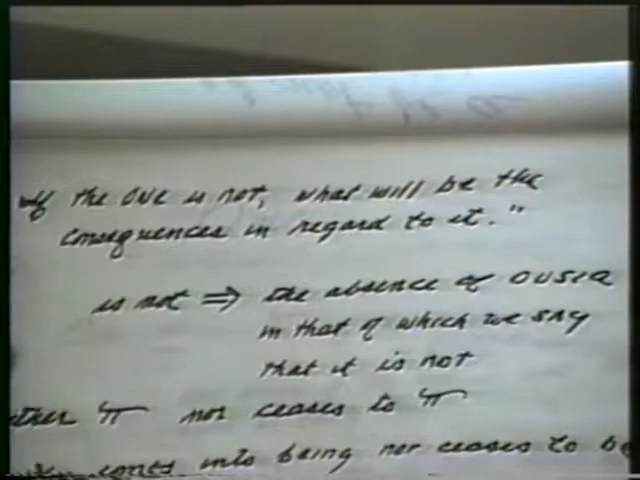 "If the ONE is not, what will be the
consequences in regard to it."
is not ⇒ the absence of OUSIA
in that of which we say
that it is not
ther π nor ceases to π
comes into being nor ceases to be